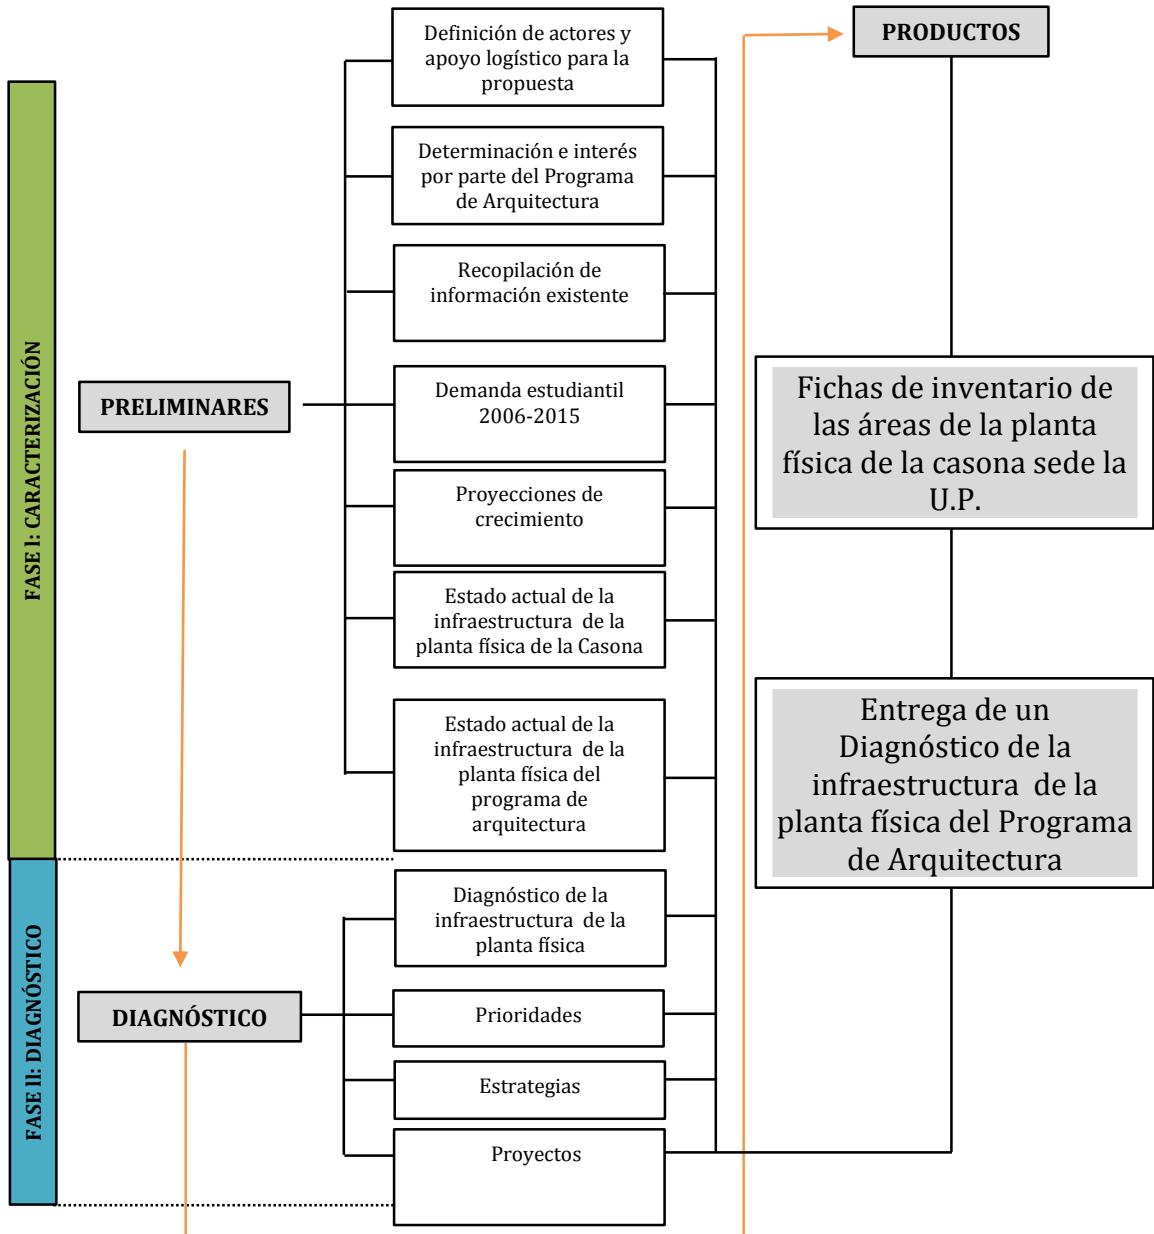 FASE I: CARACTERIZACIÓN
PRELIMINARES
Definición de actores y
apoyo logístico para la
propuesta
Determinación e interés
por parte del Programa
de Arquitectura
Recopilación de
información existente
Demanda estudiantil
2006-2015
Proyecciones de
crecimiento
Estado actual de la
infraestructura de la
planta física de la Casona
Estado actual de la
infraestructura de la
planta física del
programa de
arquitectura
FASE II: DIAGNÓSTICO
DIAGNÓSTICO
Diagnóstico de la
infraestructura de la
planta física
Prioridades
Estrategias
Proyectos
PRODUCTOS
Fichas de inventario de
las áreas de la planta
física de la casona sede la
U.P.
Entrega de un
Diagnóstico de la
infraestructura de la
planta física del Programa
de Arquitectura